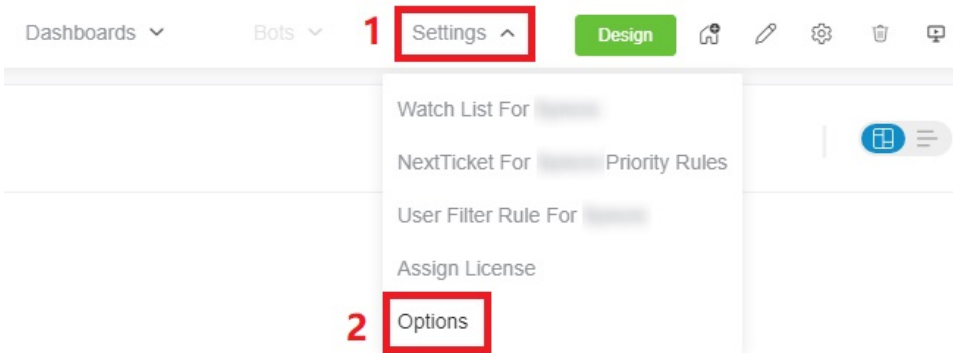 Dashboards Bots 1 Settings Design
Watch List For
NextTicket For Priority Rules
User Filter Rule For
Assign License
2 Options